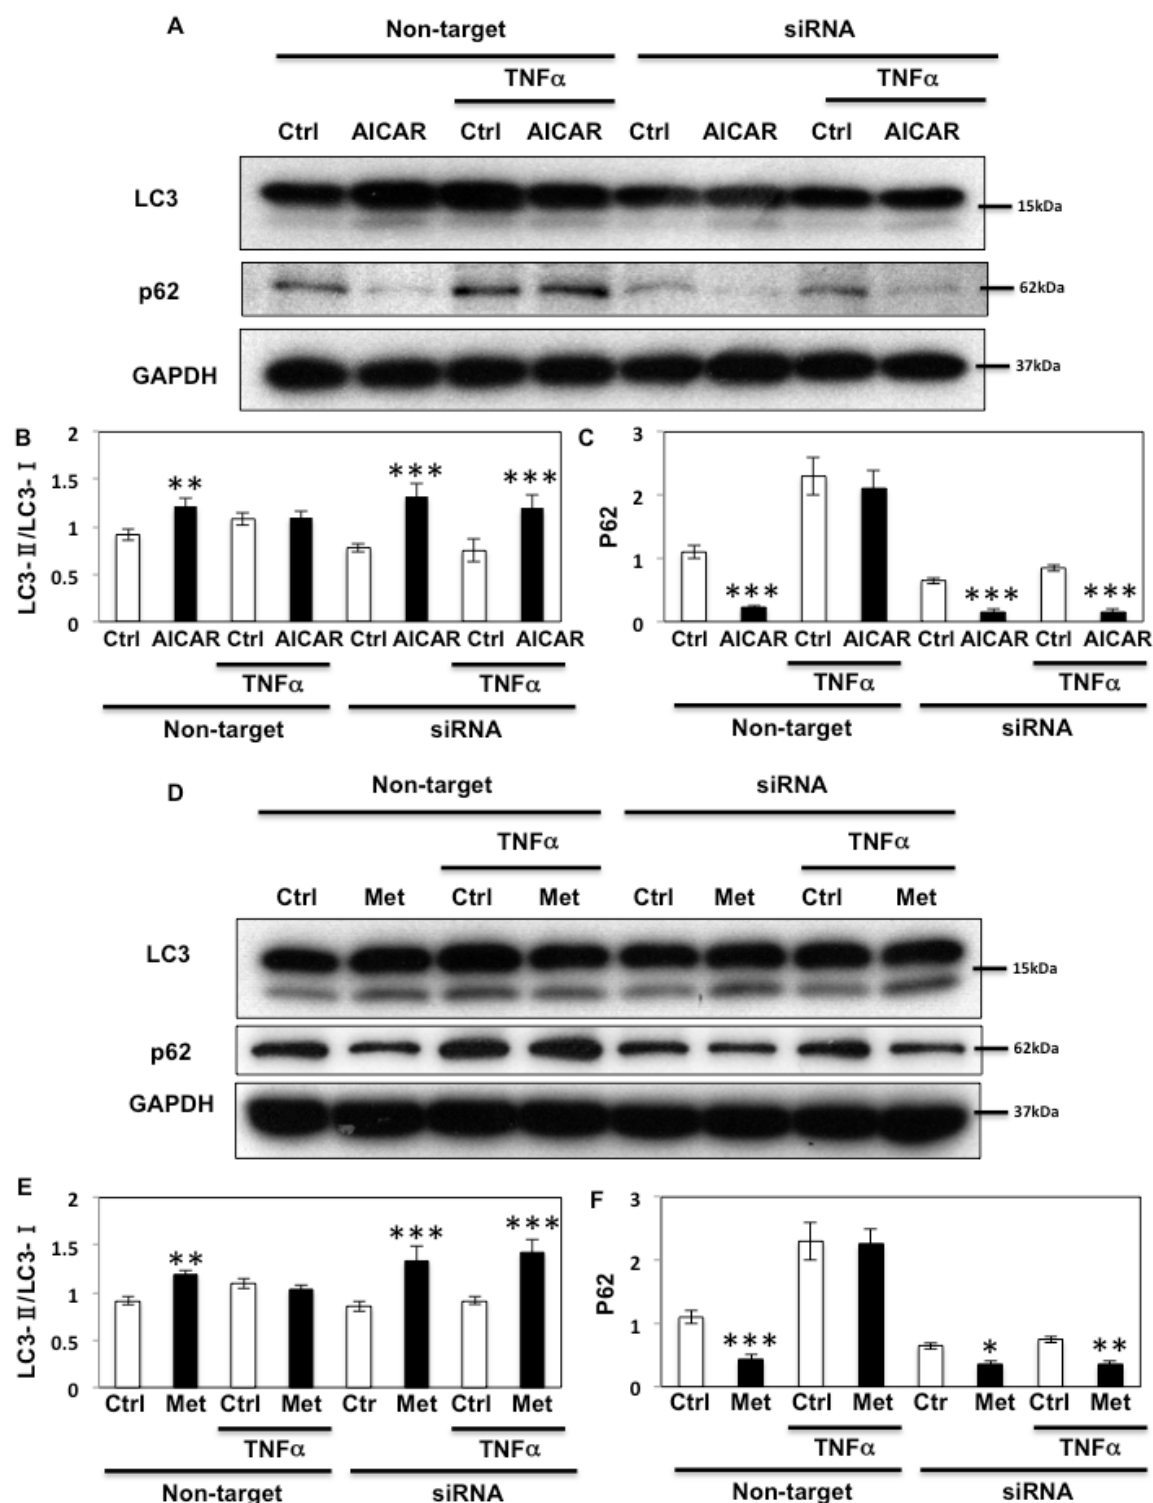 A
Non-target siRNA
TNFα TNFα
Ctrl AICAR Ctrl AICAR Ctrl AICAR Ctrl AICAR
LC3
15kDa
p62
62kDa
GAPDH
37kDa
B
LC3-Ⅱ/LC3-Ⅰ
2
1.5
1
0.5
0
** *** ***
Ctrl AICAR Ctrl AICAR Ctrl AICAR Ctrl AICAR
TNFα TNFα
Non-target siRNA
C
P62
3
2
1
0
*** *** ***
Ctrl AICAR Ctrl AICAR Ctrl AICAR Ctrl AICAR
TNFα TNFα
Non-target siRNA
D
Non-target siRNA
TNFα TNFα
Ctrl Met Ctrl Met Ctrl Met Ctrl Met
LC3
15kDa
p62
62kDa
GAPDH
37kDa
E
LC3-Ⅱ/LC3-Ⅰ
2
1.5
1
0.5
0
** *** ***
Ctrl Met Ctrl Met Ctr Met Ctrl Met
TNFα TNFα
Non-target siRNA
F
P62
3
2
1
0
*** * **
Ctrl Met Ctrl Met Ctr Met Ctrl Met
TNFα TNFα
Non-target siRNA